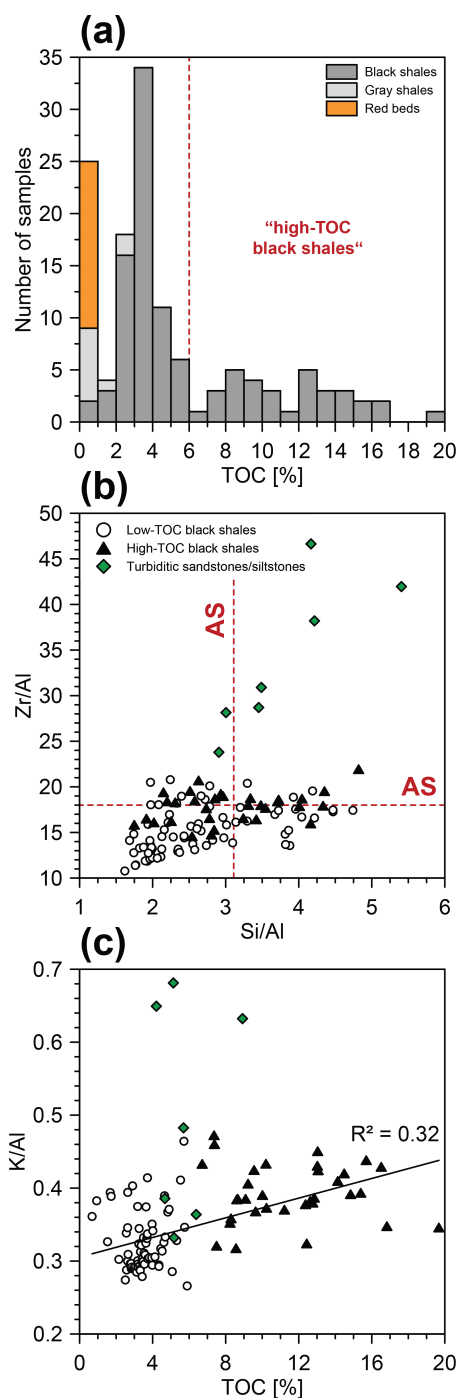 (a)
35
30
25
20
15
10
5
0
Number of samples
Black shales
Gray shales
Red beds
“high-TOC
black shales“
0 2 4 6 8 10 12 14 16 18 20
TOC [%]
(b)
50
45
40
35
30
25
20
15
10
Zr/Al
Low-TOC black shales
High-TOC black shales
Turbiditic sandstones/siltstones
AS
AS
1 2 3 4 5 6
Si/Al
(c)
0.7
0.6
0.5
0.4
0.3
0.2
K/Al
R² = 0.32
0 4 8 12 16 20
TOC [%]